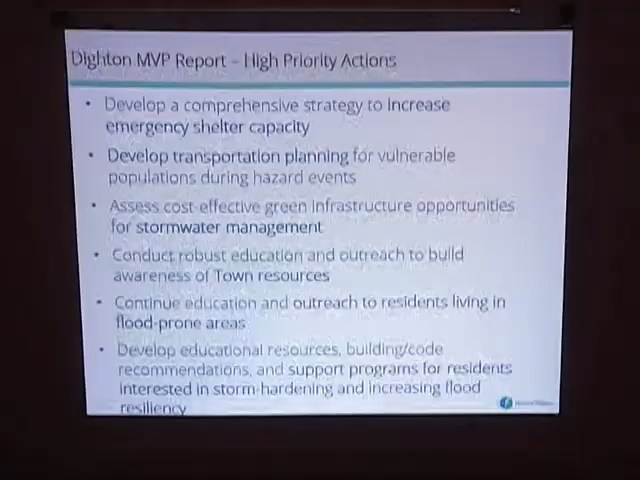 Dighton MVP Report – High Priority Actions
• Develop a comprehensive strategy to increase
emergency shelter capacity
• Develop transportation planning for vulnerable
populations during hazard events
• Assess cost-effective green infrastructure opportunities
for stormwater management
• Conduct robust education and outreach to build
awareness of Town resources
• Continue education and outreach to residents living in
flood-prone areas
• Develop educational resources, building/code
recommendations, and support programs for residents
interested in storm-hardening and increasing flood
resiliency